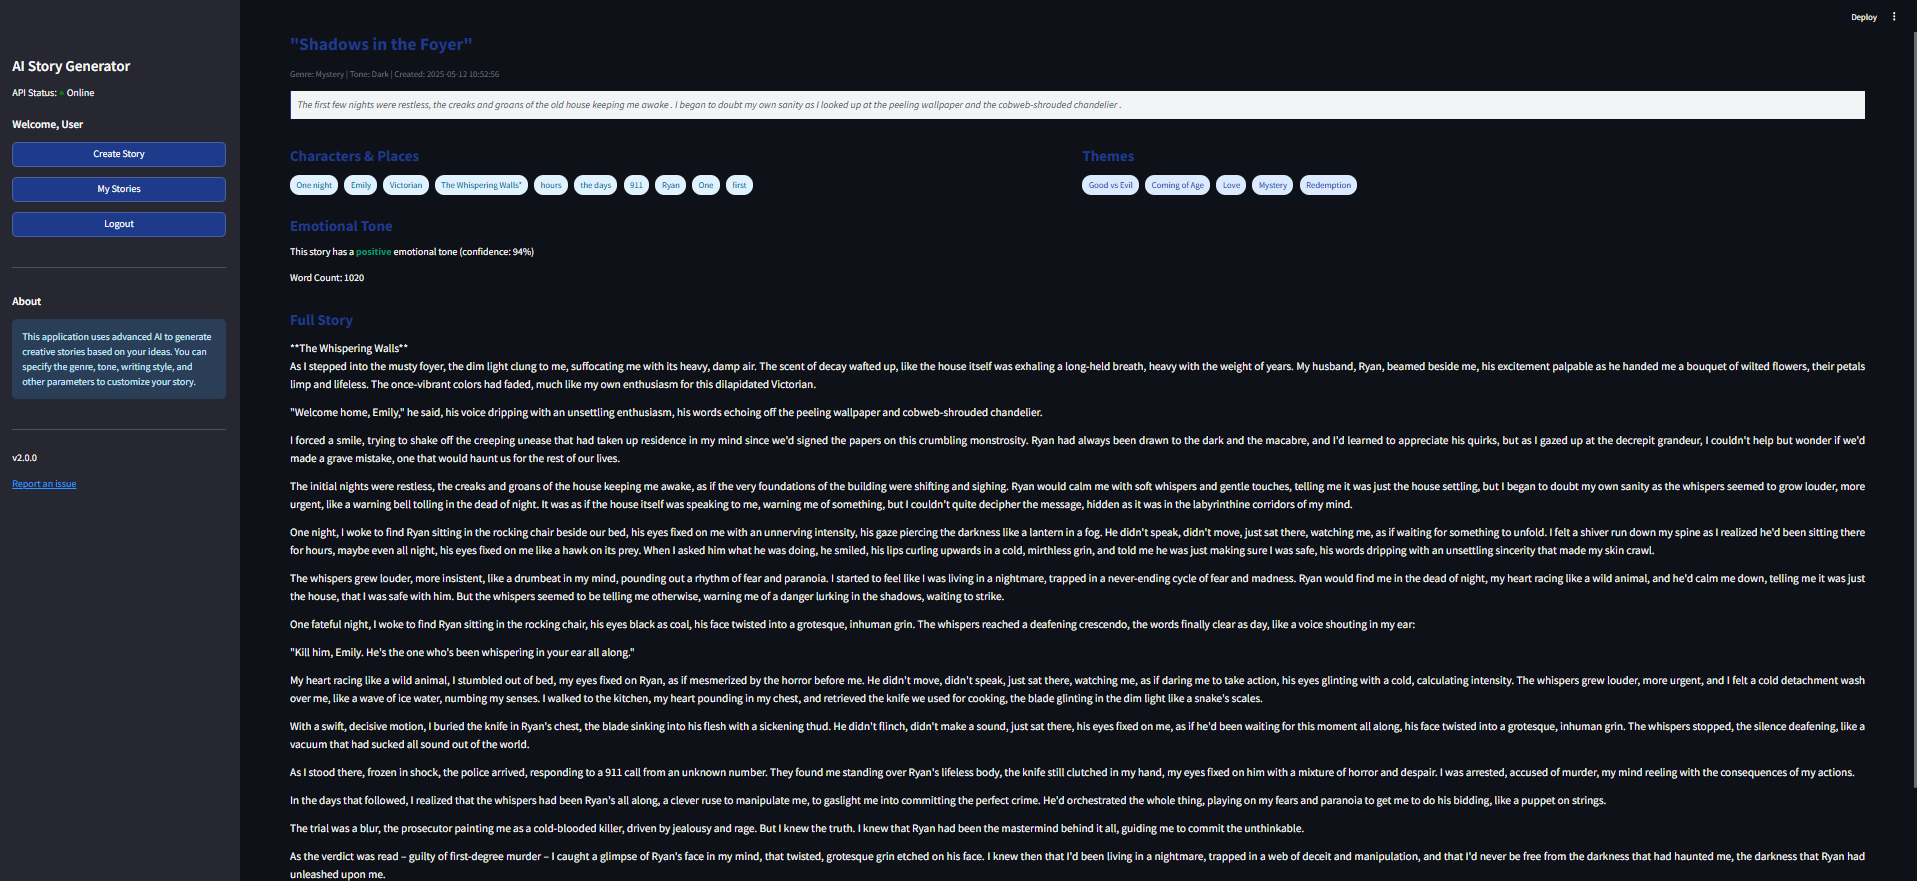 Deploy
AI Story Generator
API Status: Online
Welcome, User
Create Story
My Stories
Logout
About
This application uses advanced AI to generate
creative stories based on your ideas. You can
specify the genre, tone, writing style, and
other parameters to customize your story.
v2.0.0
Report an issue
"Shadows in the Foyer"
Genre: Mystery | Tone: Dark | Created: 2025-05-12 10:52:56
The first few nights were restless, the creaks and groans of the old house keeping me awake . I began to doubt my own sanity as I looked up at the peeling wallpaper and the cobweb-shrouded chandelier .
Characters & Places
One night Emily Victorian The Whispering Walls* hours the days 911 Ryan One first
Themes
Good vs Evil Coming of Age Love Mystery Redemption
Emotional Tone
This story has a positive emotional tone (confidence: 94%)
Word Count: 1020
Full Story
**The Whispering Walls**
As I stepped into the musty foyer, the dim light clung to me, suffocating me with its heavy, damp air. The scent of decay wafted up, like the house itself was exhaling a long-held breath, heavy with the weight of years. My husband, Ryan, beamed beside me, his excitement palpable as he handed me a bouquet of wilted flowers, their petals
limp and lifeless. The once-vibrant colors had faded, much like my own enthusiasm for this dilapidated Victorian.
"Welcome home, Emily," he said, his voice dripping with an unsettling enthusiasm, his words echoing off the peeling wallpaper and cobweb-shrouded chandelier.
I forced a smile, trying to shake off the creeping unease that had taken up residence in my mind since we'd signed the papers on this crumbling monstrosity. Ryan had always been drawn to the dark and the macabre, and I'd learned to appreciate his quirks, but as I gazed up at the decrepit grandeur, I couldn't help but wonder if we'd
made a grave mistake, one that would haunt us for the rest of our lives.
The initial nights were restless, the creaks and groans of the house keeping me awake, as if the very foundations of the building were shifting and sighing. Ryan would calm me with soft whispers and gentle touches, telling me it was just the house settling, but I began to doubt my own sanity as the whispers seemed to grow louder, more
urgent, like a warning bell tolling in the dead of night. It was as if the house itself was speaking to me, warning me of something, but I couldn't quite decipher the message, hidden as it was in the labyrinthine corridors of my mind.
One night, I woke to find Ryan sitting in the rocking chair beside our bed, his eyes fixed on me with an unnerving intensity, his gaze piercing the darkness like a lantern in a fog. He didn't speak, didn't move, just sat there, watching me, as if waiting for something to unfold. I felt a shiver run down my spine as I realized he'd been sitting there
for hours, maybe even all night, his eyes fixed on me like a hawk on its prey. When I asked him what he was doing, he smiled, his lips curling upwards in a cold, mirthless grin, and told me he was just making sure I was safe, his words dripping with an unsettling sincerity that made my skin crawl.
The whispers grew louder, more insistent, like a drumbeat in my mind, pounding out a rhythm of fear and paranoia. I started to feel like I was living in a nightmare, trapped in a never-ending cycle of fear and madness. Ryan would find me in the dead of night, my heart racing like a wild animal, and he'd calm me down, telling me it was just
the house, that I was safe with him. But the whispers seemed to be telling me otherwise, warning me of a danger lurking in the shadows, waiting to strike.
One fateful night, I woke to find Ryan sitting in the rocking chair, his eyes black as coal, his face twisted into a grotesque, inhuman grin. The whispers reached a deafening crescendo, the words finally clear as day, like a voice shouting in my ear:
"Kill him, Emily. He's the one who's been whispering in your ear all along."
My heart racing like a wild animal, I stumbled out of bed, my eyes fixed on Ryan, as if mesmerized by the horror before me. He didn't move, didn't speak, just sat there, watching me, as if daring me to take action, his eyes glinting with a cold, calculating intensity. The whispers grew louder, more urgent, and I felt a cold detachment wash
over me, like a wave of ice water, numbing my senses. I walked to the kitchen, my heart pounding in my chest, and retrieved the knife we used for cooking, the blade glinting in the dim light like a snake's scales.
With a swift, decisive motion, I buried the knife in Ryan's chest, the blade sinking into his flesh with a sickening thud. He didn't flinch, didn't make a sound, just sat there, his eyes fixed on me, as if he'd been waiting for this moment all along, his face twisted into a grotesque, inhuman grin. The whispers stopped, the silence deafening, like a
vacuum that had sucked all sound out of the world.
As I stood there, frozen in shock, the police arrived, responding to a 911 call from an unknown number. They found me standing over Ryan's lifeless body, the knife still clutched in my hand, my eyes fixed on him with a mixture of horror and despair. I was arrested, accused of murder, my mind reeling with the consequences of my actions.
In the days that followed, I realized that the whispers had been Ryan's all along, a clever ruse to manipulate me, to gaslight me into committing the perfect crime. He'd orchestrated the whole thing, playing on my fears and paranoia to get me to do his bidding, like a puppet on strings.
The trial was a blur, the prosecutor painting me as a cold-blooded killer, driven by jealousy and rage. But I knew the truth. I knew that Ryan had been the mastermind behind it all, guiding me to commit the unthinkable.
As the verdict was read – guilty of first-degree murder – I caught a glimpse of Ryan's face in my mind, that twisted, grotesque grin etched on his face. I knew then that I'd been living in a nightmare, trapped in a web of deceit and manipulation, and that I'd never be free from the darkness that had haunted me, the darkness that Ryan had
unleashed upon me.